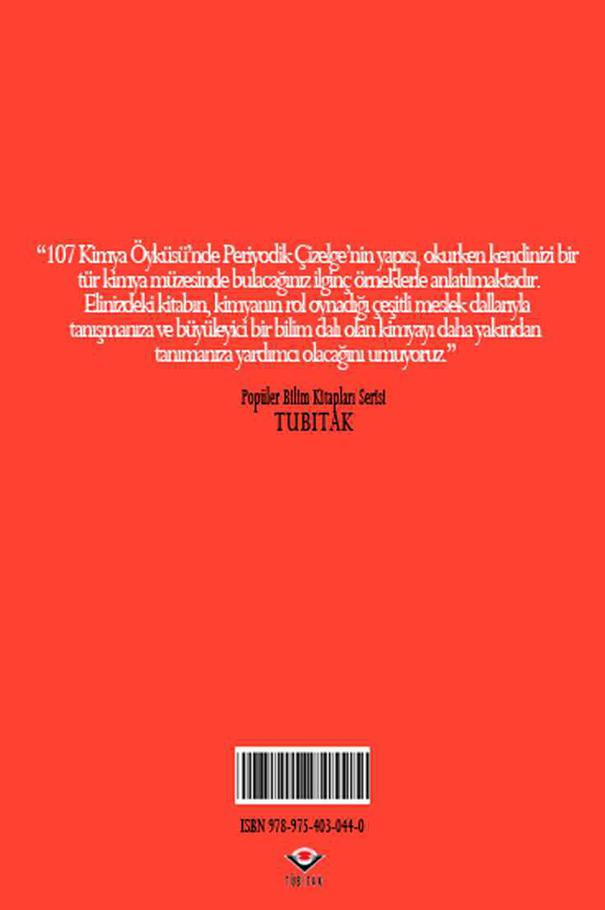 “107 Kimya Öyküsü’nde Periyodik Çizelge’nin yapısı, okurken kendinizi bir
tür kimya müzesinde bulacağınız ilginç örneklerle anlatılmaktadır.
Elinizdeki kitabın, kimyanın rol oynadığı çeşitli meslek dallarıyla
tanışmanıza ve büyüleyici bir bilim dalı olan kimyayı daha yakından
tanımanıza yardımcı olacağını umuyoruz.”
Popüler Bilim Kitapları Serisi
TUBITAK
ISBN 978-975-403-044-0
TÜBİTAK